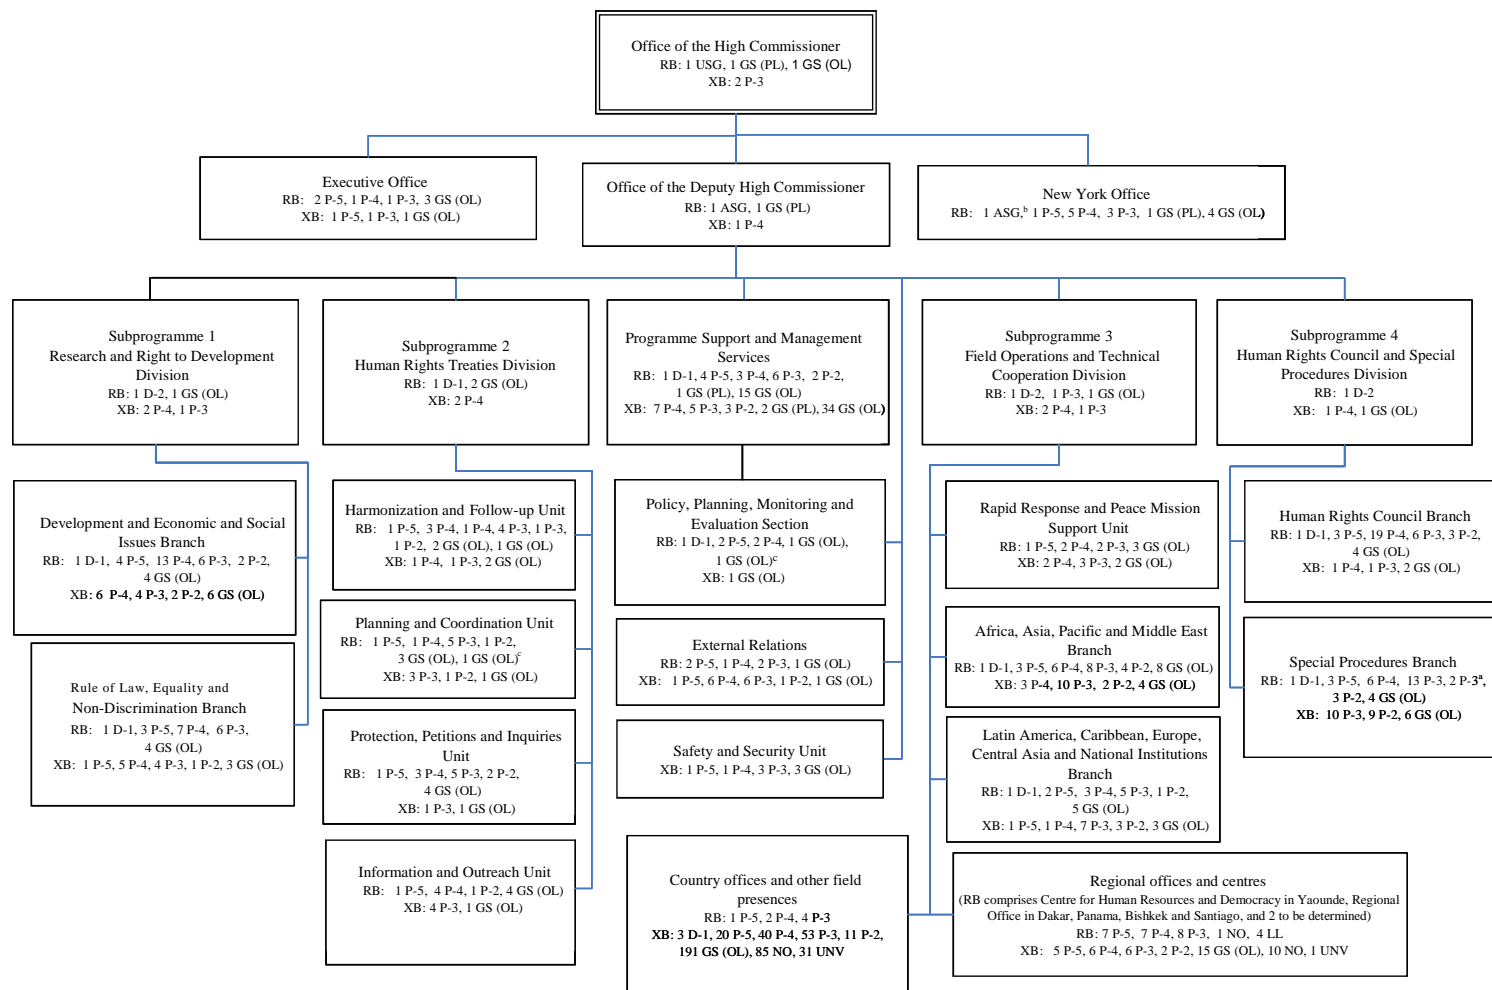 Office of the High Commissioner
RB: 1 USG, 1 GS (PL), 1 GS (OL)
XB: 2 P-3
Executive Office
RB: 2 P-5, 1 P-4, 1 P-3, 3 GS (OL)
XB: 1 P-5, 1 P-3, 1 GS (OL)
Office of the Deputy High Commissioner
RB: 1 ASG, 1 GS (PL)
XB: 1 P-4
New York Office
RB: 1 ASG,b 1 P-5, 5 P-4, 3 P-3, 1 GS (PL), 4 GS (OL)
Subprogramme 1
Research and Right to Development
Division
RB: 1 D-2, 1 GS (OL)
XB: 2 P-4, 1 P-3
Subprogramme 2
Human Rights Treaties Division
RB: 1 D-1, 2 GS (OL)
XB: 2 P-4
Programme Support and Management
Services
RB: 1 D-1, 4 P-5, 3 P-4, 6 P-3, 2 P-2,
1 GS (PL), 15 GS (OL)
XB: 7 P-4, 5 P-3, 3 P-2, 2 GS (PL), 34 GS (OL)
Subprogramme 3
Field Operations and Technical
Cooperation Division
RB: 1 D-2, 1 P-3, 1 GS (OL)
XB: 2 P-4, 1 P-3
Subprogramme 4
Human Rights Council and Special
Procedures Division
RB: 1 D-2
XB: 1 P-4, 1 GS (OL)
Development and Economic and Social
Issues Branch
RB: 1 D-1, 4 P-5, 13 P-4, 6 P-3, 2 P-2,
4 GS (OL)
XB: 6 P-4, 4 P-3, 2 P-2, 6 GS (OL)
Rule of Law, Equality and
Non-Discrimination Branch
RB: 1 D-1, 3 P-5, 7 P-4, 6 P-3,
4 GS (OL)
XB: 1 P-5, 5 P-4, 4 P-3, 1 P-2, 3 GS (OL)
Harmonization and Follow-up Unit
RB: 1 P-5, 3 P-4, 1 P-4, 4 P-3, 1 P-3,
1 P-2, 2 GS (OL), 1 GS (OL)
XB: 1 P-4, 1 P-3, 2 GS (OL)
Planning and Coordination Unit
RB: 1 P-5, 1 P-4, 5 P-3, 1 P-2,
3 GS (OL), 1 GS (OL)c
XB: 3 P-3, 1 P-2, 1 GS (OL)
Protection, Petitions and Inquiries
Unit
RB: 1 P-5, 3 P-4, 5 P-3, 2 P-2,
4 GS (OL)
XB: 1 P-3, 1 GS (OL)
Information and Outreach Unit
RB: 1 P-5, 4 P-4, 1 P-2, 4 GS (OL)
XB: 4 P-3, 1 GS (OL)
Policy, Planning, Monitoring and
Evaluation Section
RB: 1 D-1, 2 P-5, 2 P-4, 1 GS (OL),
1 GS (OL)c
XB: 1 GS (OL)
External Relations
RB: 2 P-5, 1 P-4, 2 P-3, 1 GS (OL)
XB: 1 P-5, 6 P-4, 6 P-3, 1 P-2, 1 GS (OL)
Safety and Security Unit
XB: 1 P-5, 1 P-4, 3 P-3, 3 GS (OL)
Country offices and other field
presences
RB: 1 P-5, 2 P-4, 4 P-3
XB: 3 D-1, 20 P-5, 40 P-4, 53 P-3, 11 P-2,
191 GS (OL), 85 NO, 31 UNV
Rapid Response and Peace Mission
Support Unit
RB: 1 P-5, 2 P-4, 2 P-3, 3 GS (OL)
XB: 2 P-4, 3 P-3, 2 GS (OL)
Africa, Asia, Pacific and Middle East
Branch
RB: 1 D-1, 3 P-5, 6 P-4, 8 P-3, 4 P-2, 8 GS (OL)
XB: 3 P-4, 10 P-3, 2 P-2, 4 GS (OL)
Latin America, Caribbean, Europe,
Central Asia and National Institutions
Branch
RB: 1 D-1, 2 P-5, 3 P-4, 5 P-3, 1 P-2,
5 GS (OL)
XB: 1 P-5, 1 P-4, 7 P-3, 3 P-2, 3 GS (OL)
Regional offices and centres
(RB comprises Centre for Human Resources and Democracy in Yaounde, Regional
Office in Dakar, Panama, Bishkek and Santiago, and 2 to be determined)
RB: 7 P-5, 7 P-4, 8 P-3, 1 NO, 4 LL
XB: 5 P-5, 6 P-4, 6 P-3, 2 P-2, 15 GS (OL), 10 NO, 1 UNV
Human Rights Council Branch
RB: 1 D-1, 3 P-5, 19 P-4, 6 P-3, 3 P-2,
4 GS (OL)
XB: 1 P-4, 1 P-3, 2 GS (OL)
Special Procedures Branch
RB: 1 D-1, 3 P-5, 6 P-4, 13 P-3, 2 P-3a,
3 P-2, 4 GS (OL)
XB: 10 P-3, 9 P-2, 6 GS (OL)